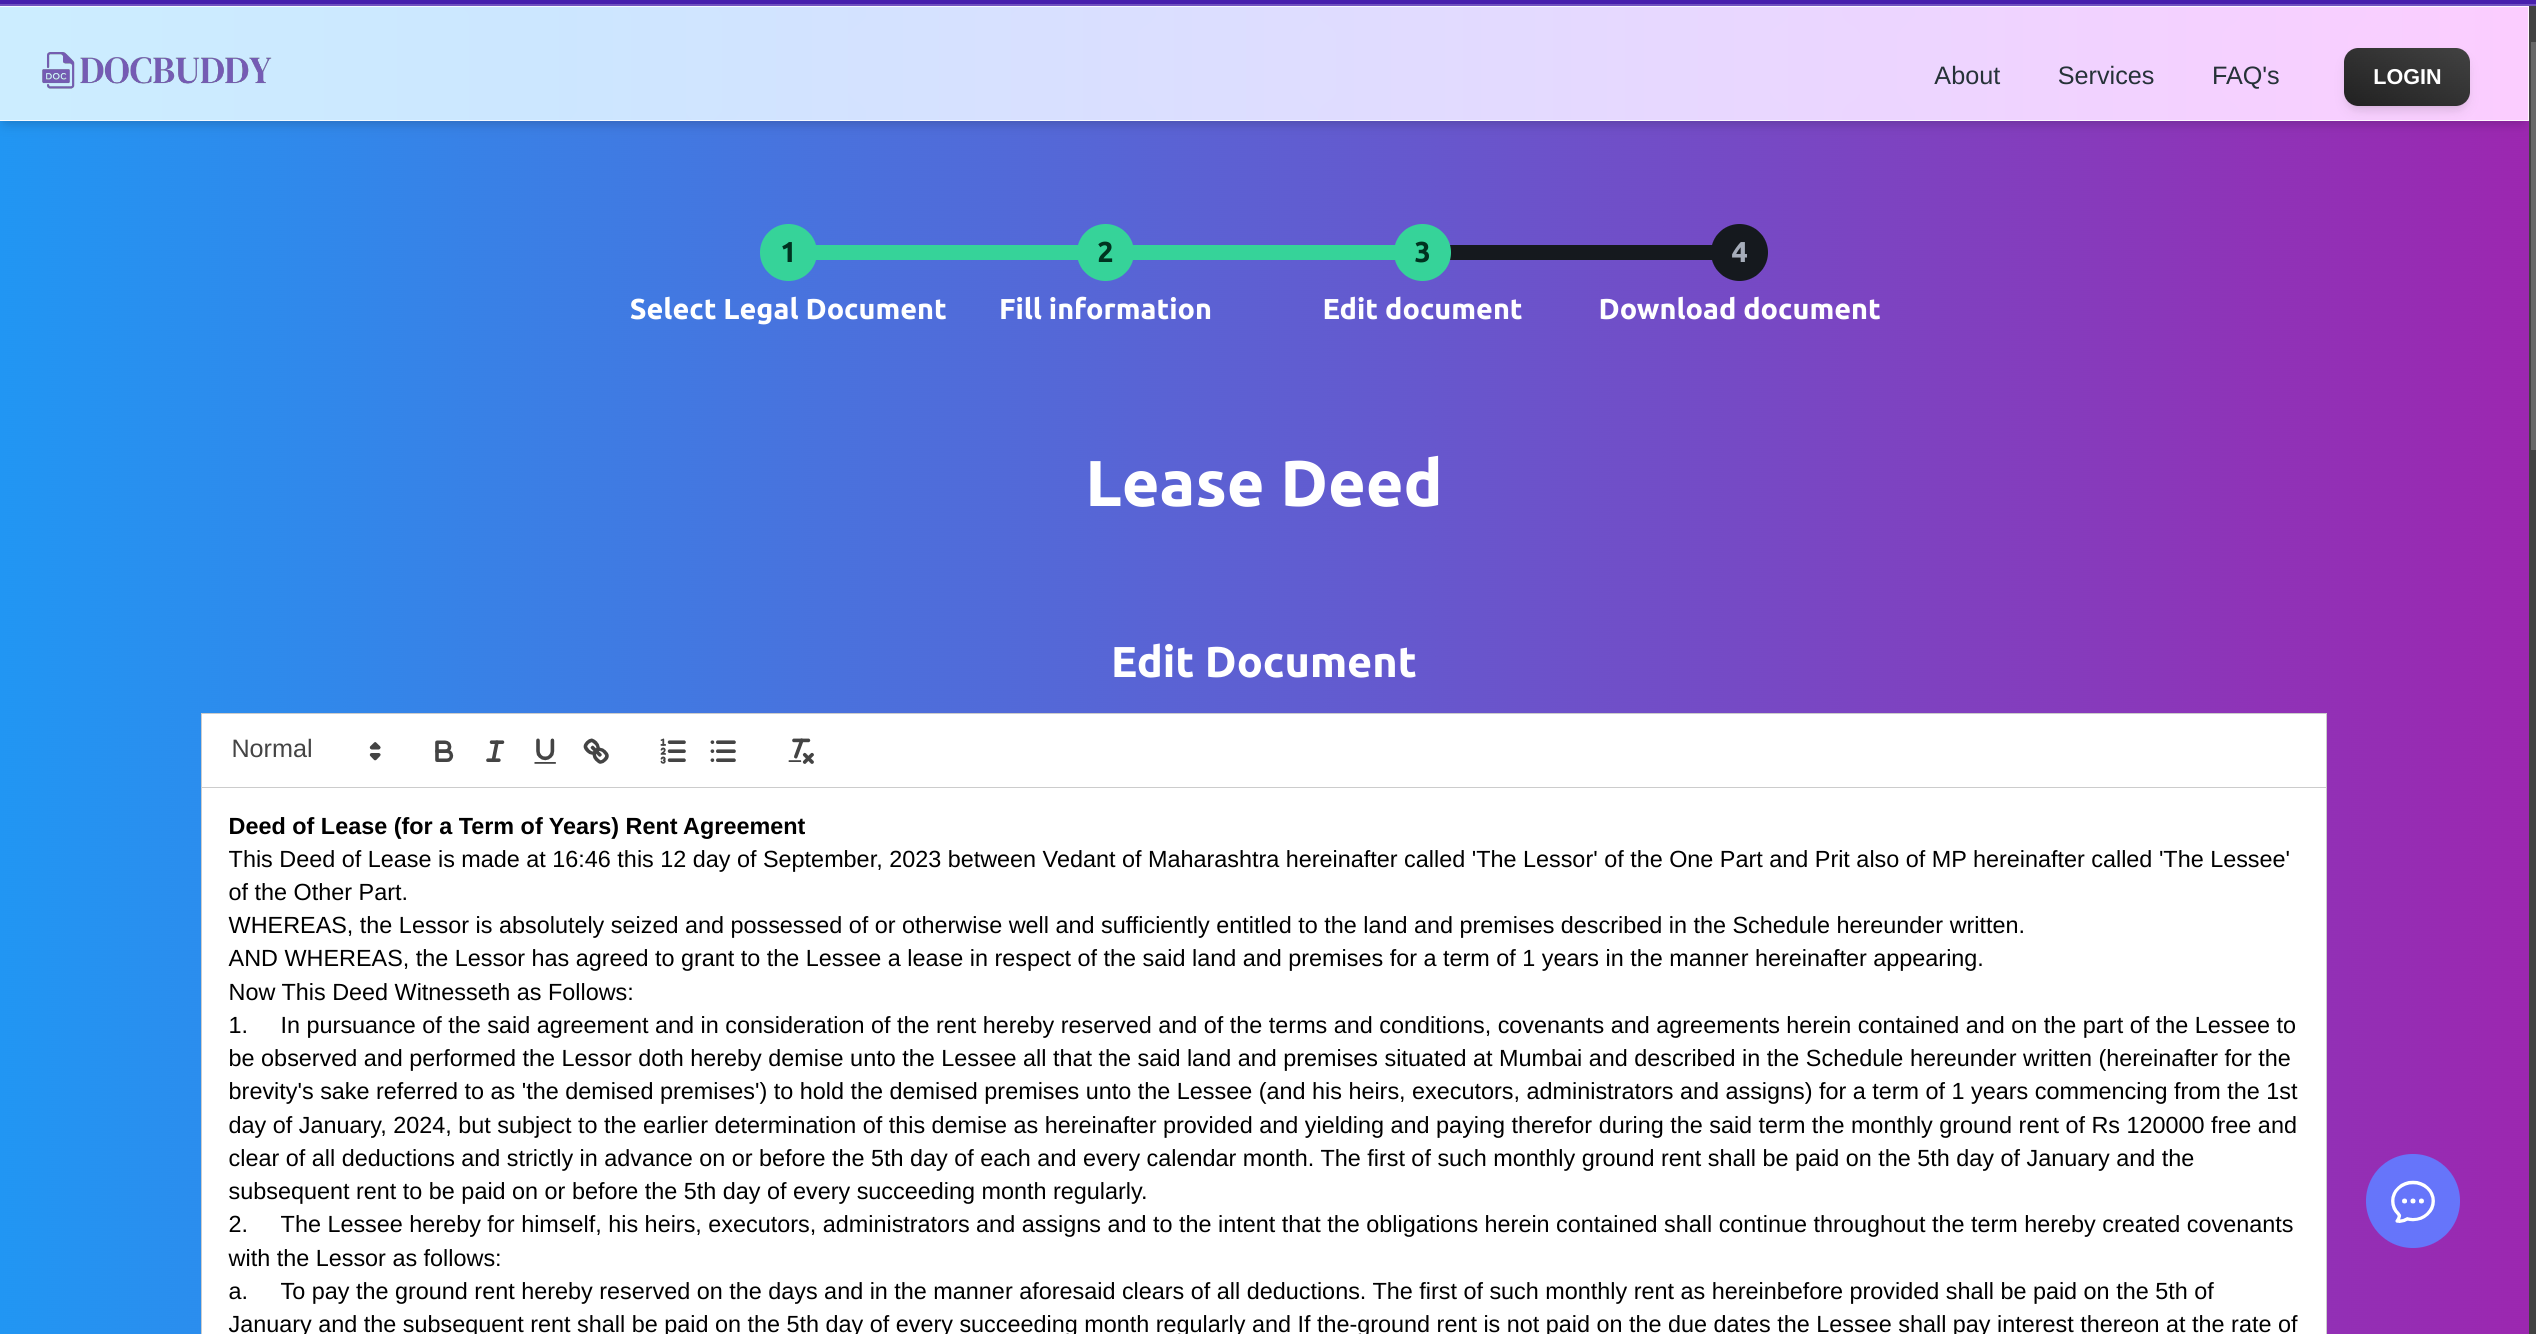 DOC DOCBUDDY
About Services FAQ's LOGIN
1 2 3 4
Select Legal Document Fill information Edit document Download document
Lease Deed
Edit Document
Normal
Deed of Lease (for a Term of Years) Rent Agreement
This Deed of Lease is made at 16:46 this 12 day of September, 2023 between Vedant of Maharashtra hereinafter called 'The Lessor' of the One Part and Prit also of MP hereinafter called 'The Lessee'
of the Other Part.
WHEREAS, the Lessor is absolutely seized and possessed of or otherwise well and sufficiently entitled to the land and premises described in the Schedule hereunder written.
AND WHEREAS, the Lessor has agreed to grant to the Lessee a lease in respect of the said land and premises for a term of 1 years in the manner hereinafter appearing.
Now This Deed Witnesseth as Follows:
1. In pursuance of the said agreement and in consideration of the rent hereby reserved and of the terms and conditions, covenants and agreements herein contained and on the part of the Lessee to
be observed and performed the Lessor doth hereby demise unto the Lessee all that the said land and premises situated at Mumbai and described in the Schedule hereunder written (hereinafter for the
brevity's sake referred to as 'the demised premises') to hold the demised premises unto the Lessee (and his heirs, executors, administrators and assigns) for a term of 1 years commencing from the 1st
day of January, 2024, but subject to the earlier determination of this demise as hereinafter provided and yielding and paying therefor during the said term the monthly ground rent of Rs 120000 free and
clear of all deductions and strictly in advance on or before the 5th day of each and every calendar month. The first of such monthly ground rent shall be paid on the 5th day of January and the
subsequent rent to be paid on or before the 5th day of every succeeding month regularly.
2. The Lessee hereby for himself, his heirs, executors, administrators and assigns and to the intent that the obligations herein contained shall continue throughout the term hereby created covenants
with the Lessor as follows:
a. To pay the ground rent hereby reserved on the days and in the manner aforesaid clears of all deductions. The first of such monthly rent as hereinbefore provided shall be paid on the 5th of
January and the subsequent rent shall be paid on the 5th day of every succeeding month regularly and If the-ground rent is not paid on the due dates the Lessee shall pay interest thereon at the rate of